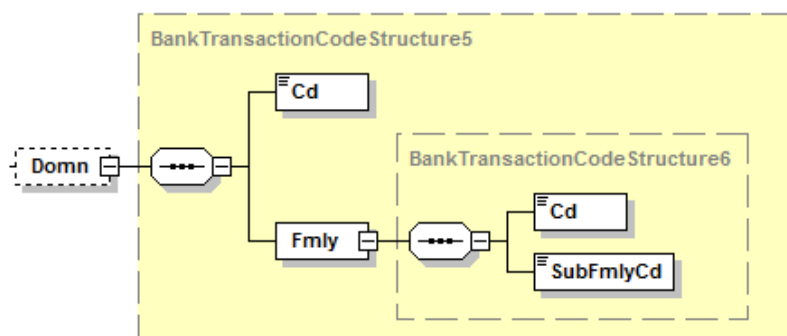 BankTransactionCodeStructure5
Cd
Domn
BankTransactionCodeStructure6
Cd
Fmly
SubFmlyCd